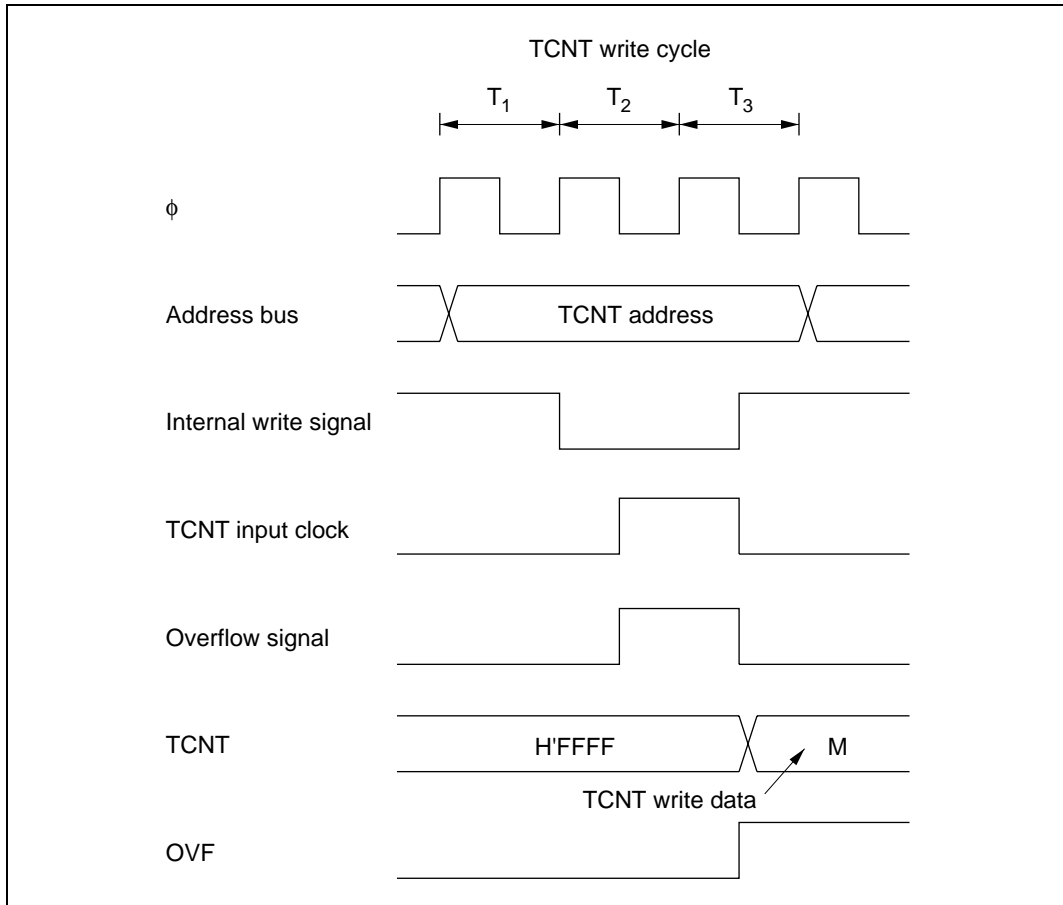 TCNT write cycle
T1 T2 T3
ϕ
Address bus
TCNT address
Internal write signal
TCNT input clock
Overflow signal
TCNT
H'FFFF
M
TCNT write data
OVF